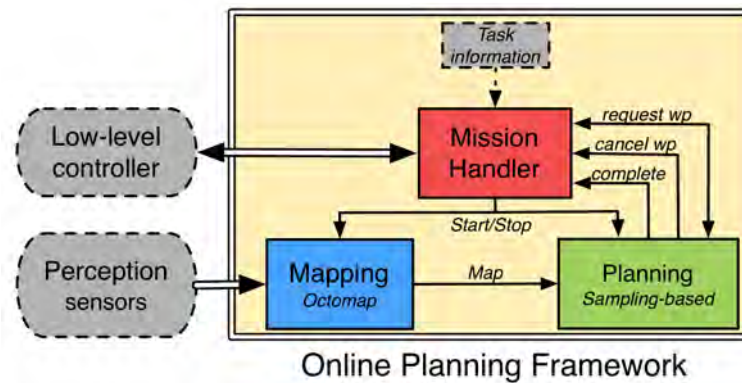 Task
information
Low-level
controller
Mission
Handler
request wp
cancel wp
complete
Start/Stop
Perception
sensors
Mapping
Octomap
Map
Planning
Sampling-based
Online Planning Framework